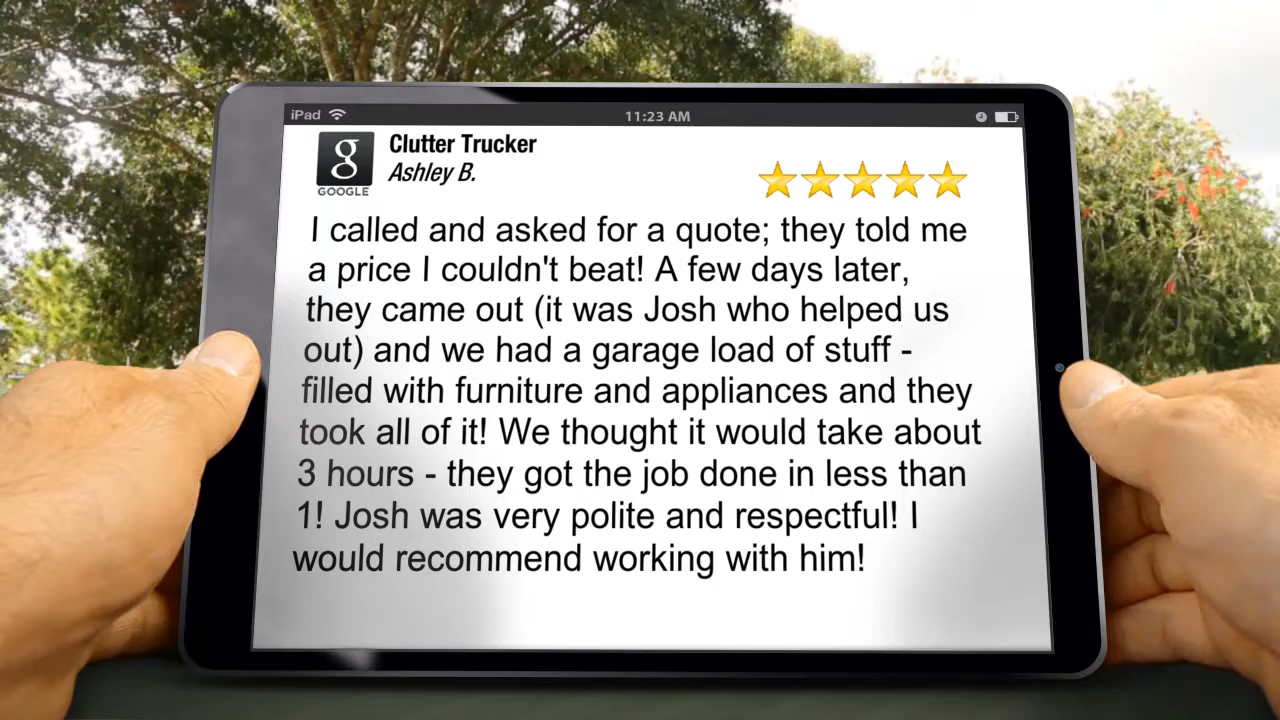 iPad 11:23 AM
g
GOOGLE
Clutter Trucker
Ashley B.
I called and asked for a quote; they told me
a price I couldn't beat! A few days later,
they came out (it was Josh who helped us
out) and we had a garage load of stuff -
filled with furniture and appliances and they
took all of it! We thought it would take about
3 hours - they got the job done in less than
1! Josh was very polite and respectful! I
would recommend working with him!